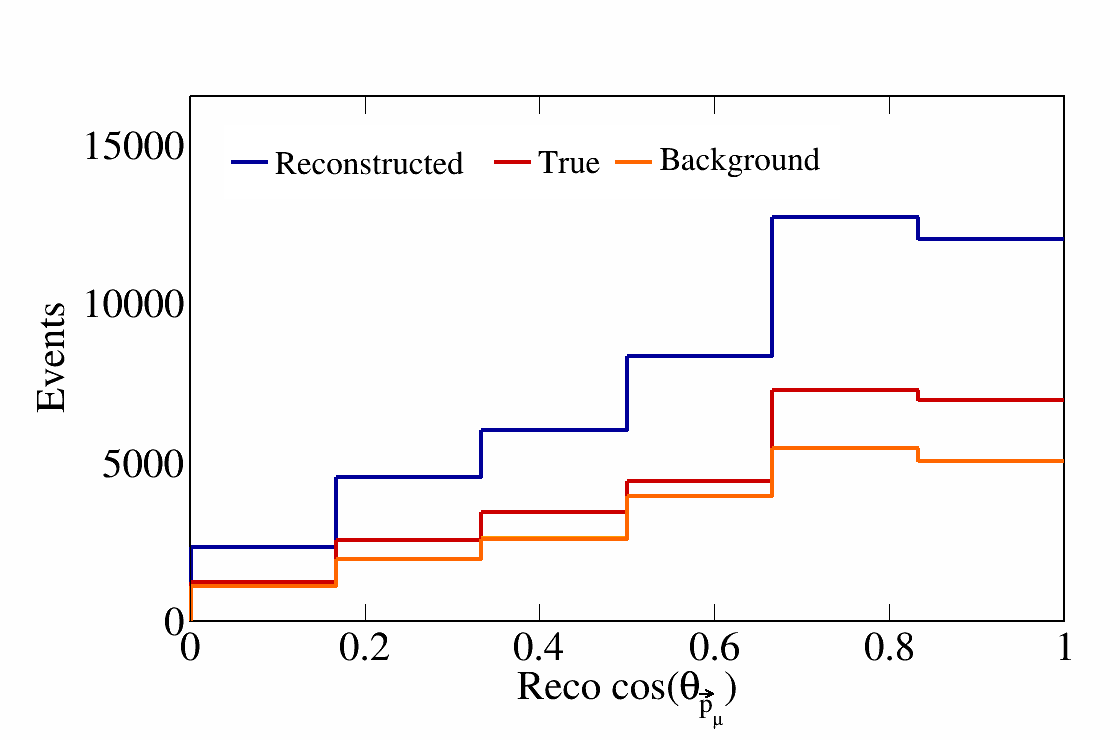 15000
Reconstructed True Background
10000
Events
5000
0
0 0.2 0.4 0.6 0.8 1
Reco cos(θp⃗μ)